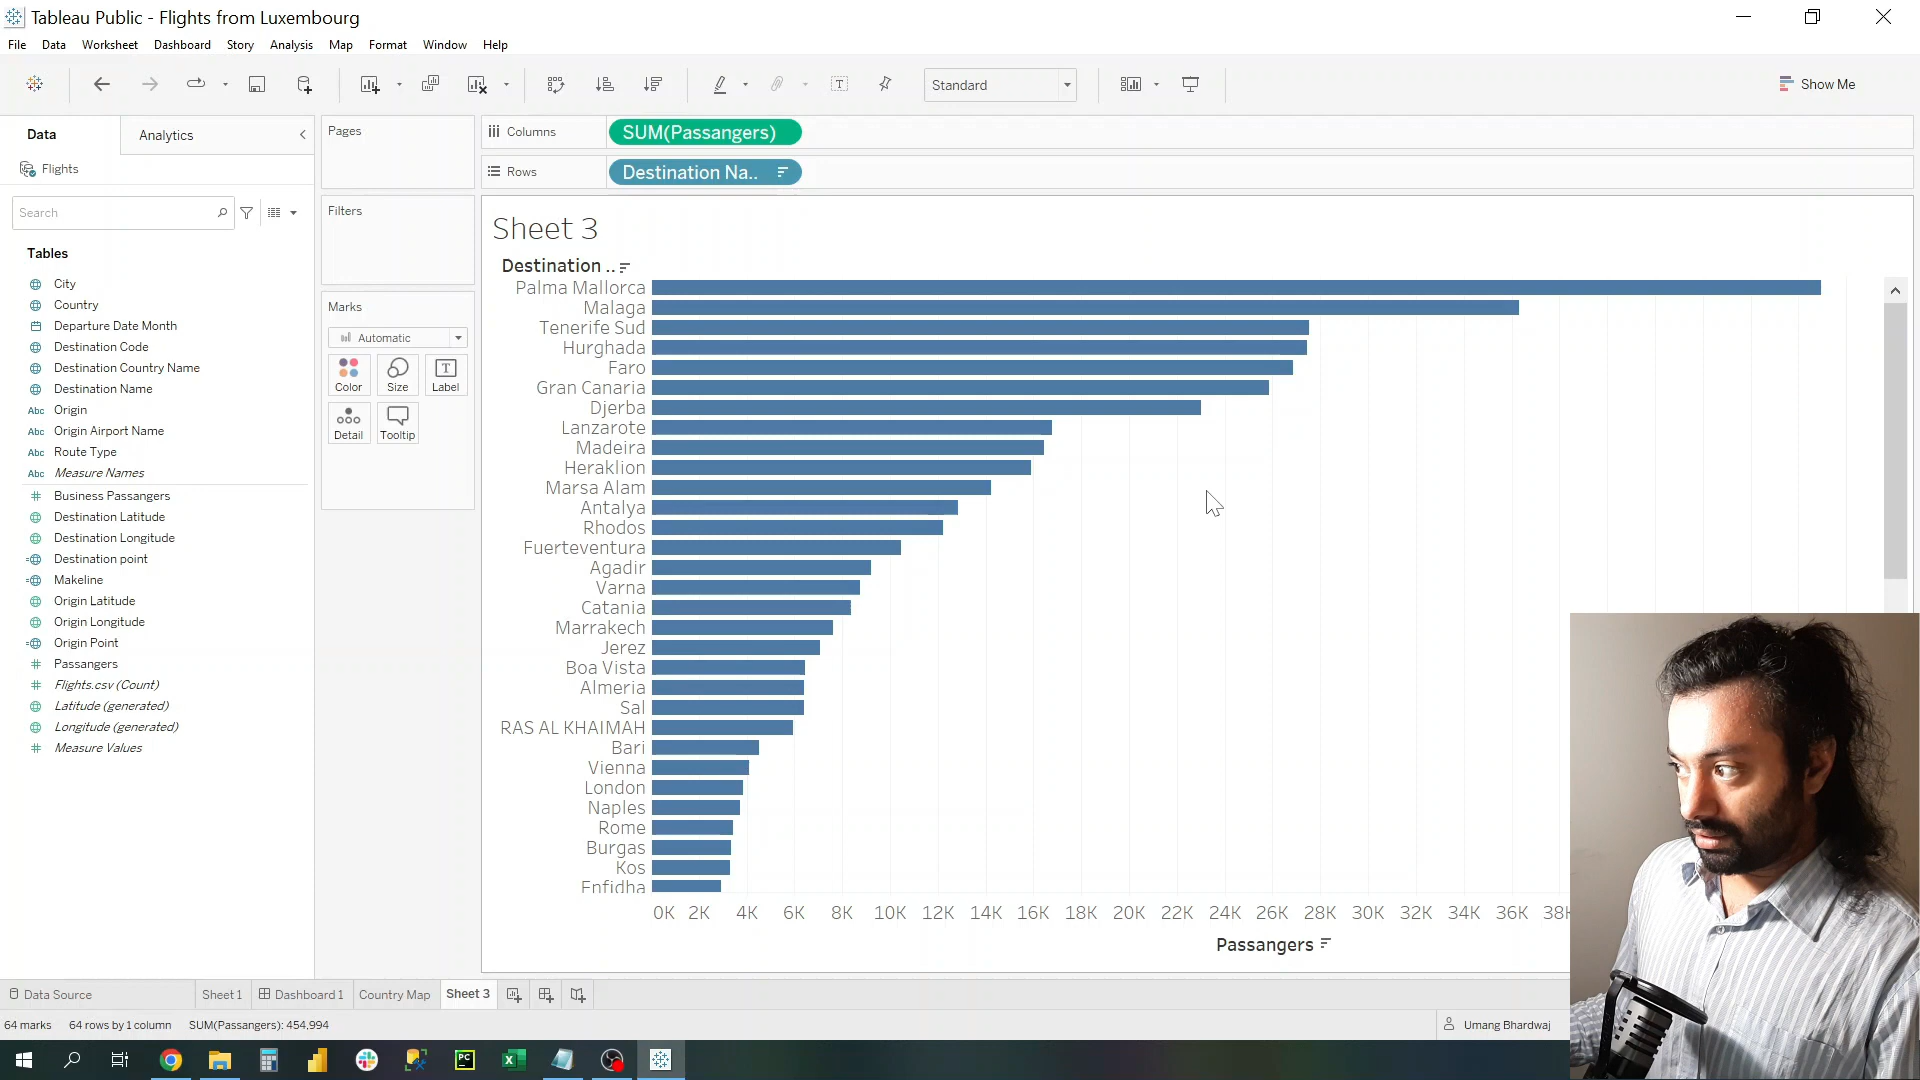 Tableau Public - Flights from Luxembourg
File Data Worksheet Dashboard Story Analysis Map Format Window Help
Standard
Show Me
Data Analytics
Flights
Search
Tables
City
Country
Departure Date Month
Destination Code
Destination Country Name
Destination Name
Abc Origin
Abc Origin Airport Name
Abc Route Type
Abc Measure Names
# Business Passangers
Destination Latitude
Destination Longitude
Destination point
Makeline
Origin Latitude
Origin Longitude
Origin Point
# Passangers
# Flights.csv (Count)
Latitude (generated)
Longitude (generated)
# Measure Values
Pages
Filters
Marks
Automatic
Color Size T Label
Detail Tooltip
Columns SUM(Passangers)
Rows Destination Na..
Sheet 3
Destination ..
Palma Mallorca
Malaga
Tenerife Sud
Hurghada
Faro
Gran Canaria
Djerba
Lanzarote
Madeira
Heraklion
Marsa Alam
Antalya
Rhodos
Fuerteventura
Agadir
Varna
Catania
Marrakech
Jerez
Boa Vista
Almeria
Sal
RAS AL KHAIMAH
Bari
Vienna
London
Naples
Rome
Burgas
Kos
Enfidha
0K 2K 4K 6K 8K 10K 12K 14K 16K 18K 20K 22K 24K 26K 28K 30K 32K 34K 36K 38K
Passangers
Data Source Sheet 1 Dashboard 1 Country Map Sheet 3
64 marks 64 rows by 1 column SUM(Passangers): 454,994
Umang Bhardwaj
PC